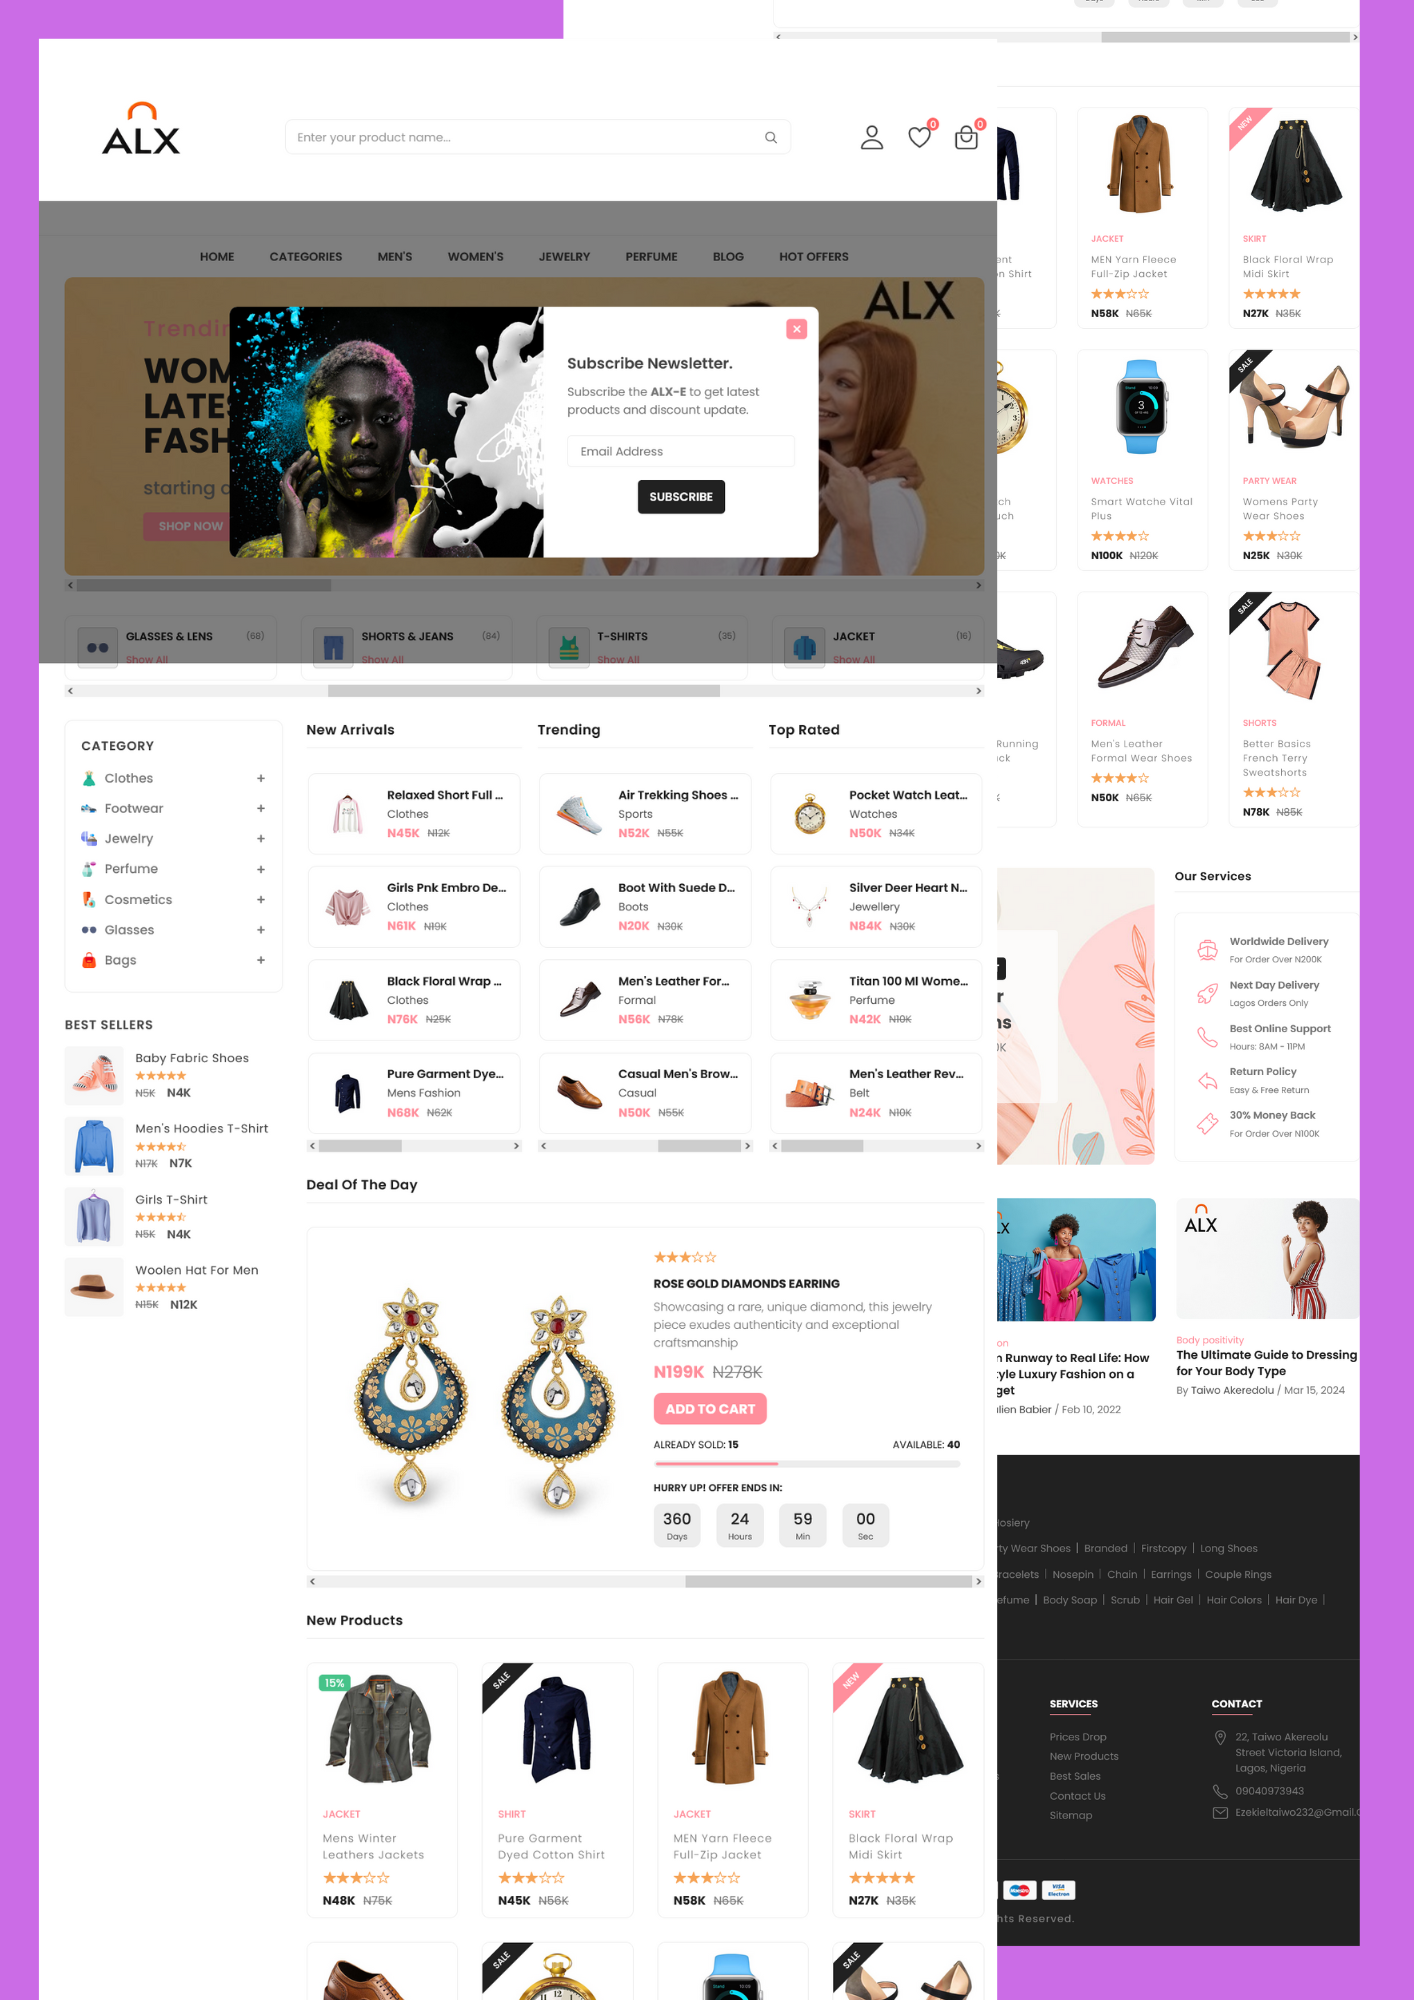 ALX
Enter your product name...
0
0
HOME
CATEGORIES
MEN'S
WOMEN'S
JEWELRY
PERFUME
BLOG
HOT OFFERS
ALX
SHOP NOW
Subscribe Newsletter.
Subscribe the ALX-E to get latest
products and discount update.
Email Address
SUBSCRIBE
GLASSES & LENS (68)
Show All
SHORTS & JEANS (84)
Show All
T-SHIRTS (35)
Show All
JACKET (16)
Show All
CATEGORY
Clothes +
Footwear +
Jewelry +
Perfume +
Cosmetics +
Glasses +
Bags +
BEST SELLERS
Baby Fabric Shoes
N5K N4K
Men's Hoodies T-Shirt
N17K N7K
Girls T-Shirt
N5K N4K
Woolen Hat For Men
N15K N12K
New Arrivals
Relaxed Short Full ...
Clothes
N45K N12K
Girls Pnk Embro De...
Clothes
N61K N19K
Black Floral Wrap ...
Clothes
N76K N25K
Pure Garment Dye...
Mens Fashion
N68K N62K
Trending
Air Trekking Shoes ...
Sports
N52K N55K
Boot With Suede D...
Boots
N20K N30K
Men's Leather For...
Formal
N56K N78K
Casual Men's Brow...
Casual
N50K N55K
Top Rated
Pocket Watch Leat...
Watches
N50K N34K
Silver Deer Heart N...
Jewellery
N84K N30K
Titan 100 Ml Wome...
Perfume
N42K N10K
Men's Leather Rev...
Belt
N24K N10K
Deal Of The Day
ROSE GOLD DIAMONDS EARRING
Showcasing a rare, unique diamond, this jewelry
piece exudes authenticity and exceptional
craftsmanship
N199K N278K
ADD TO CART
ALREADY SOLD: 15 AVAILABLE: 40
HURRY UP! OFFER ENDS IN:
360 24 59 00
Days Hours Min Sec
New Products
15%
JACKET
Mens Winter
Leathers Jackets
N48K N75K
SALE
SHIRT
Pure Garment
Dyed Cotton Shirt
N45K N56K
JACKET
MEN Yarn Fleece
Full-Zip Jacket
N58K N65K
NEW
SKIRT
Black Floral Wrap
Midi Skirt
N27K N35K
SALE
SALE
JACKET
MEN Yarn Fleece
Full-Zip Jacket
N58K N65K
NEW
SKIRT
Black Floral Wrap
Midi Skirt
N27K N35K
Shirt
WATCHES
Smart Watche Vital
Plus
N100K N120K
SALE
PARTY WEAR
Womens Party
Wear Shoes
N25K N30K
Running
FORMAL
Men's Leather
Formal Wear Shoes
N50K N65K
SALE
SHORTS
Better Basics
French Terry
Sweatshorts
N78K N85K
Our Services
Worldwide Delivery
For Order Over N200K
Next Day Delivery
Lagos Orders Only
Best Online Support
Hours: 8AM - 11PM
Return Policy
Easy & Free Return
30% Money Back
For Order Over N100K
Runway to Real Life: How
Luxury Fashion on a
Babier / Feb 10, 2022
ALX
Body positivity
The Ultimate Guide to Dressing
for Your Body Type
By Taiwo Akeredolu / Mar 15, 2024
Wear Shoes | Branded | Firstcopy | Long Shoes
| Nosepin | Chain | Earrings | Couple Rings
| Body Soap | Scrub | Hair Gel | Hair Colors | Hair Dye |
SERVICES
Prices Drop
New Products
Best Sales
Contact Us
Sitemap
CONTACT
22, Taiwo Akereolu
Street Victoria Island,
Lagos, Nigeria
09040973943
Ezekieltaiwo232@Gmail.C
Maestro
VISA
Electron
Reserved.